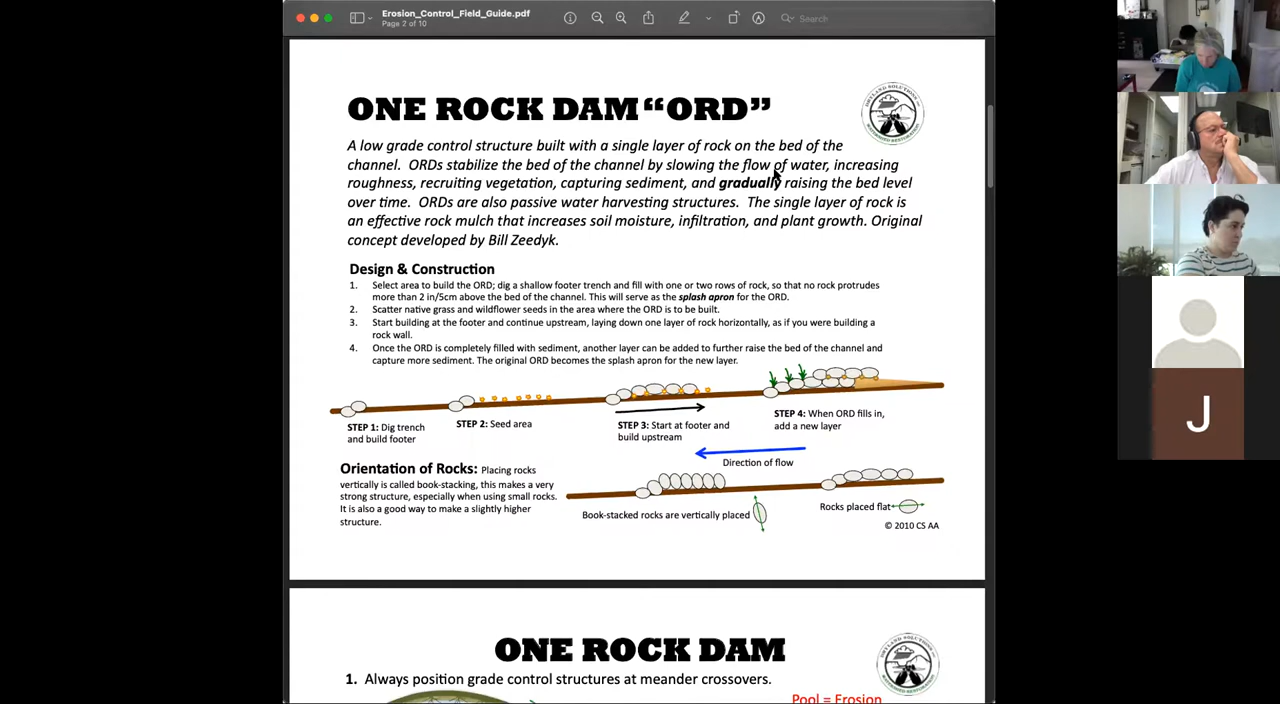 Erosion_Control_Field_Guide.pdf
Page 2 of 10
Search
ONE ROCK DAM “ORD”
A low grade control structure built with a single layer of rock on the bed of the
channel. ORDs stabilize the bed of the channel by slowing the flow of water, increasing
roughness, recruiting vegetation, capturing sediment, and gradually raising the bed level
over time. ORDs are also passive water harvesting structures. The single layer of rock is
an effective rock mulch that increases soil moisture, infiltration, and plant growth. Original
concept developed by Bill Zeedyk.
Design & Construction
1. Select area to build the ORD; dig a shallow footer trench and fill with one or two rows of rock, so that no rock protrudes
more than 2 in/5cm above the bed of the channel. This will serve as the splash apron for the ORD.
2. Scatter native grass and wildflower seeds in the area where the ORD is to be built.
3. Start building at the footer and continue upstream, laying down one layer of rock horizontally, as if you were building a
rock wall.
4. Once the ORD is completely filled with sediment, another layer can be added to further raise the bed of the channel and
capture more sediment. The original ORD becomes the splash apron for the new layer.
STEP 1: Dig trench
and build footer
STEP 2: Seed area
STEP 3: Start at footer and
build upstream
STEP 4: When ORD fills in,
add a new layer
Direction of flow
Orientation of Rocks: Placing rocks
vertically is called book-stacking, this makes a very
strong structure, especially when using small rocks.
It is also a good way to make a slightly higher
structure.
Book-stacked rocks are vertically placed
Rocks placed flat
© 2010 CS AA
ONE ROCK DAM
1. Always position grade control structures at meander crossovers.
Pool = Erosion
J